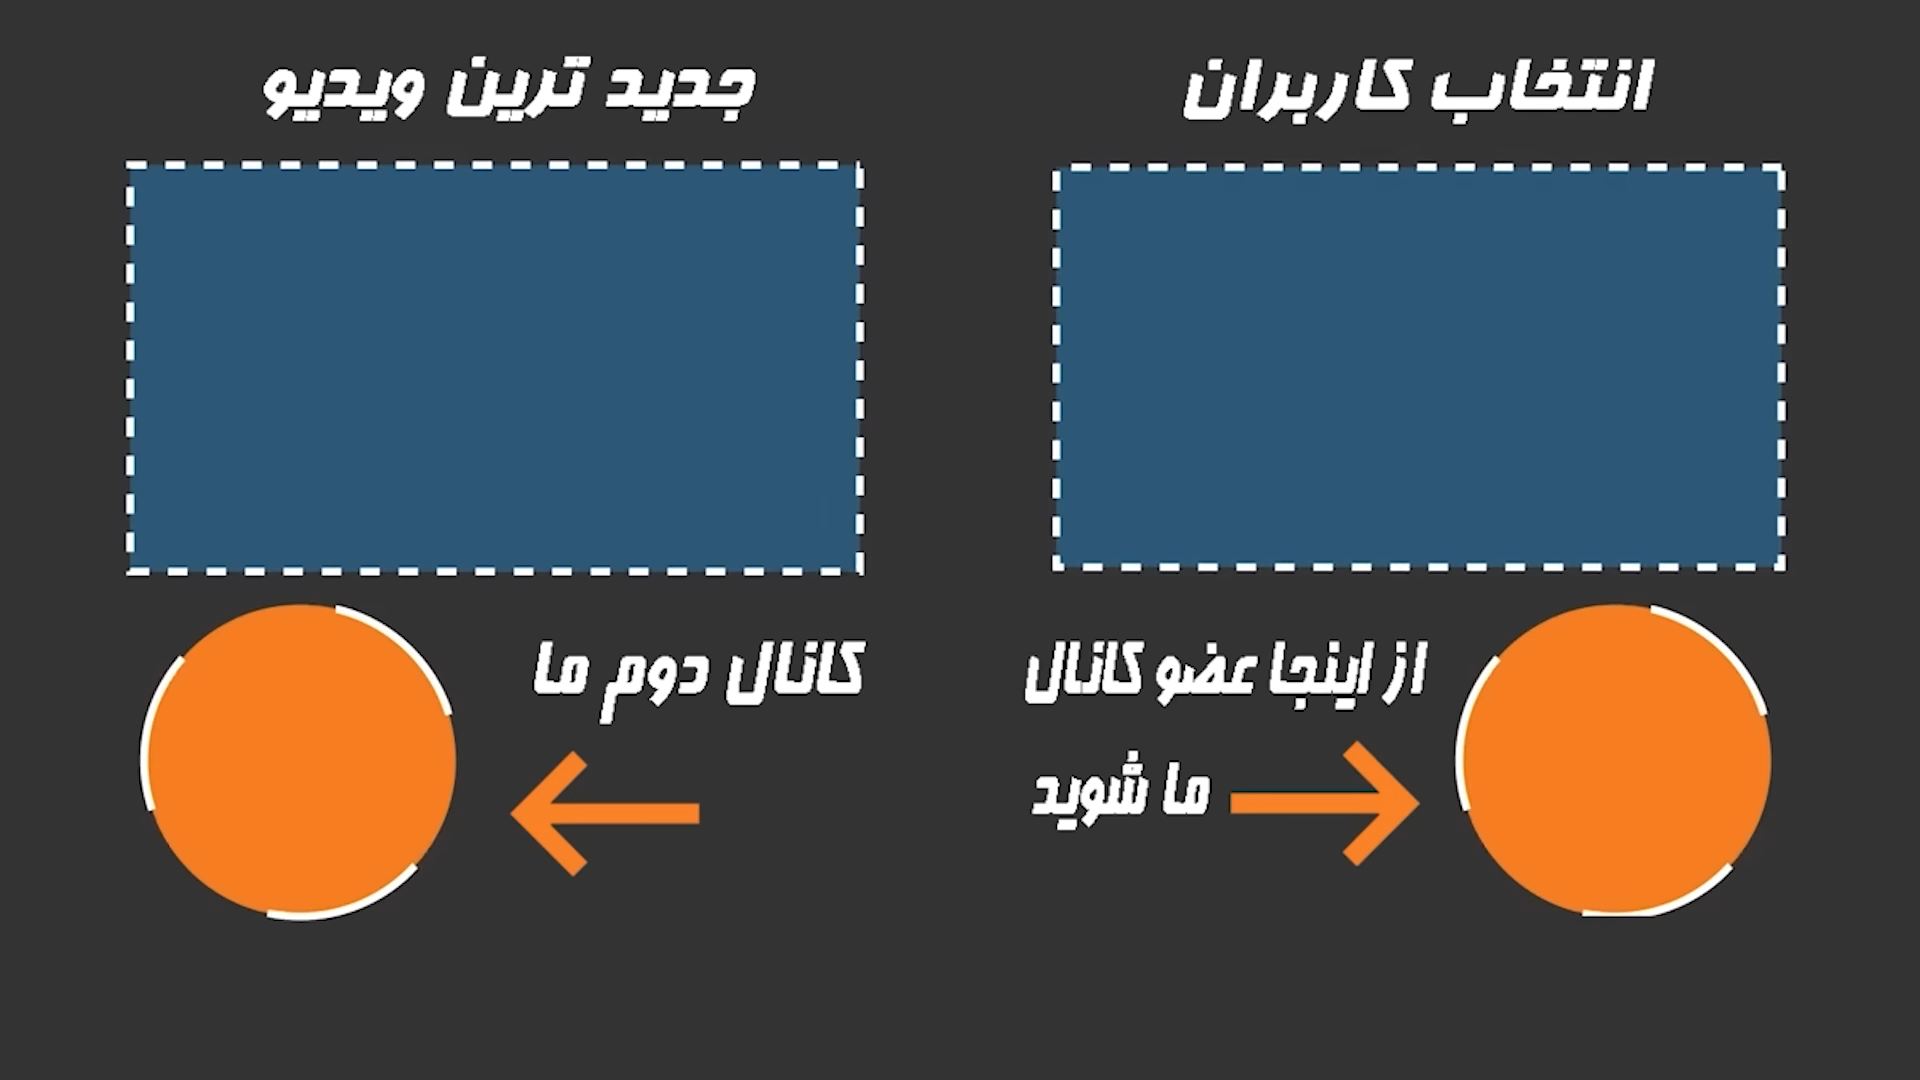 انتخاب کاربران
جدید ترین ویدیو
از اینجا عضو کانال
ما شوید
کانال دوم ما